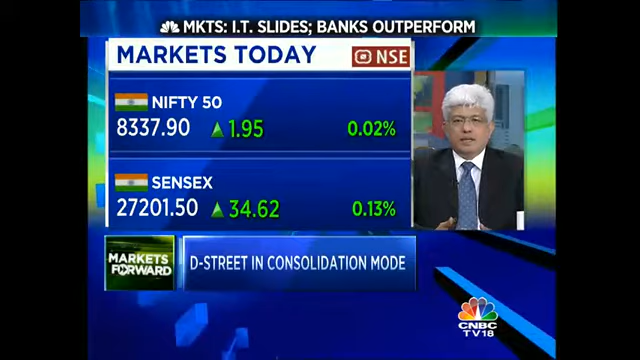 MKTS: I.T. SLIDES; BANKS OUTPERFORM
MARKETS TODAY
NSE
NIFTY 50
8337.90 1.95 0.02%
SENSEX
27201.50 34.62 0.13%
MARKETS
FORWARD
D-STREET IN CONSOLIDATION MODE
CNBC
TV18